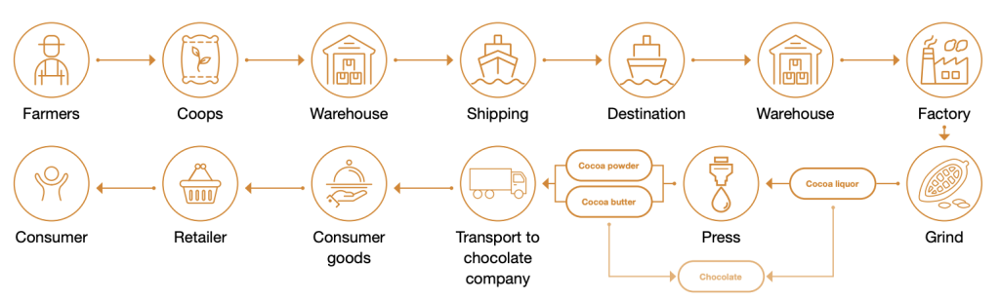 Farmers
Coops
Warehouse
Shipping
Destination
Warehouse
Factory
Cocoa powder
Cocoa liquor
Cocoa butter
Consumer
Retailer
Consumer
goods
Transport to
chocolate
company
Press
Grind
Chocolate